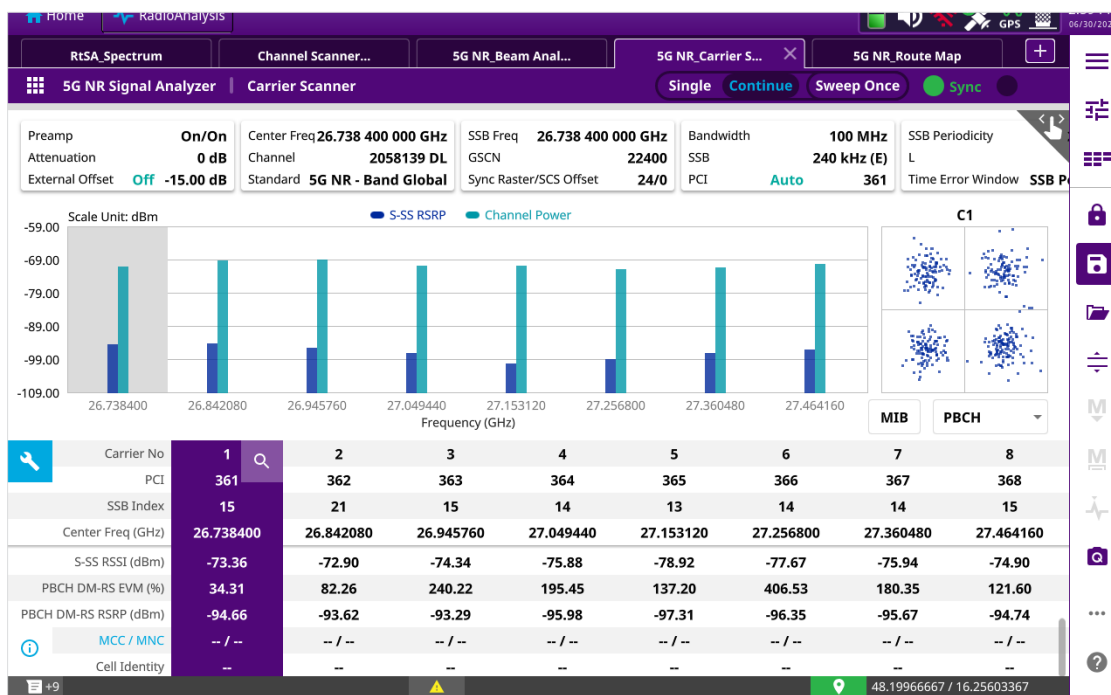 Home RadioAnalysis GPS
RtSA_Spectrum Channel Scanner... 5G NR_Beam Anal... 5G NR_Carrier S... 5G NR_Route Map
5G NR Signal Analyzer Carrier Scanner Single Continue Sweep Once Sync
Preamp On/On Center Freq 26.738 400 000 GHz SSB Freq 26.738 400 000 GHz Bandwidth 100 MHz SSB Periodicity
Attenuation 0 dB Channel 2058139 DL GSCN 22400 SSB 240 kHz (E) L
External Offset Off -15.00 dB Standard 5G NR - Band Global Sync Raster/SCS Offset 24/0 PCI Auto 361 Time Error Window SSB
Scale Unit: dBm S-SS RSRP Channel Power C1
-59.00
-69.00
-79.00
-89.00
-99.00
-109.00
26.738400 26.842080 26.945760 27.049440 27.153120 27.256800 27.360480 27.464160
Frequency (GHz)
MIB PBCH
Carrier No 1 2 3 4 5 6 7 8
PCI 361 362 363 364 365 366 367 368
SSB Index 15 21 15 14 13 14 14 15
Center Freq (GHz) 26.738400 26.842080 26.945760 27.049440 27.153120 27.256800 27.360480 27.464160
S-SS RSSI (dBm) -73.36 -72.90 -74.34 -75.88 -78.92 -77.67 -75.94 -74.90
PBCH DM-RS EVM (%) 34.31 82.26 240.22 195.45 137.20 406.53 180.35 121.60
PBCH DM-RS RSRP (dBm) -94.66 -93.62 -93.29 -95.98 -97.31 -96.35 -95.67 -94.74
MCC / MNC -- / -- -- / -- -- / -- -- / -- -- / -- -- / -- -- / -- -- / --
Cell Identity -- -- -- -- -- -- -- --
+9 48.19966667 / 16.25603367